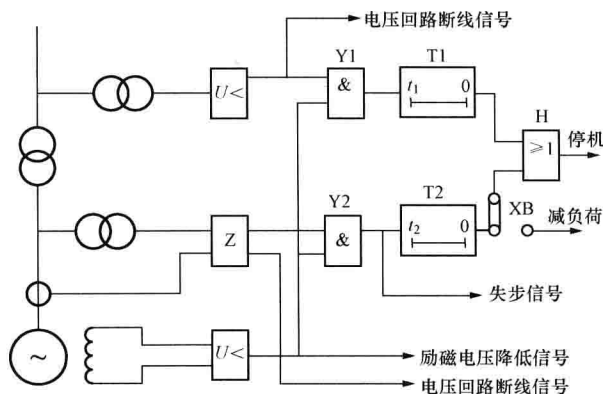 电压回路断线信号
Y1
T1
U<
&
t₁
0
H
≥1
停机
Y2
T2
XB
减负荷
Z
&
t₂
0
失步信号
~
U<
励磁电压降低信号
电压回路断线信号